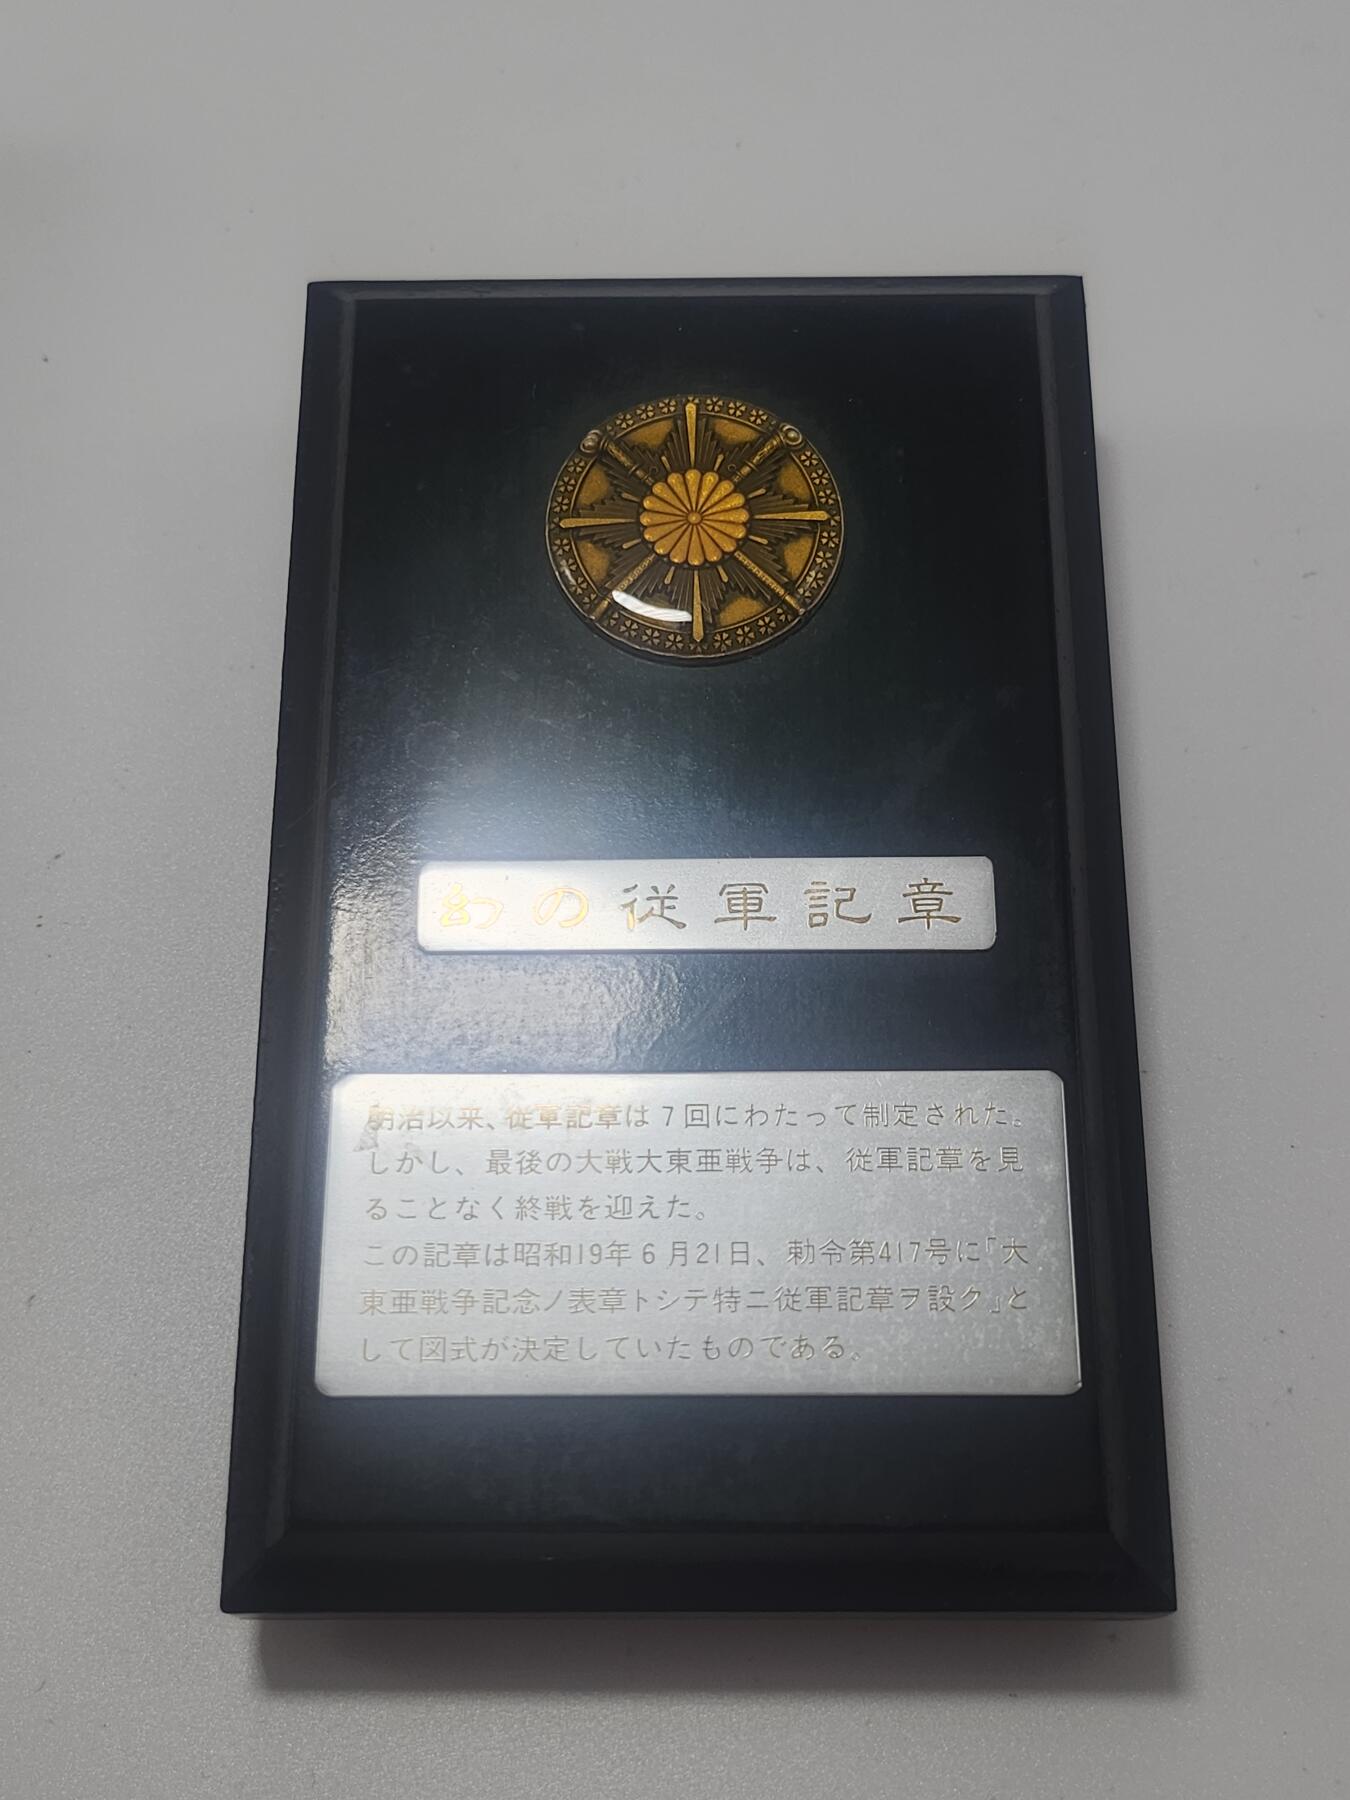 幻の従軍記章
明治以来、従軍記章は7回にわたって制定された。
しかし、最後の大戦大東亜戦争は、従軍記章を見
ることなく終戦を迎えた。
この記章は昭和19年6月21日、勅令第417号に「大
東亜戦争記念ノ表章トシテ特ニ従軍記章ヲ設ク」と
して図式が決定していたものである。